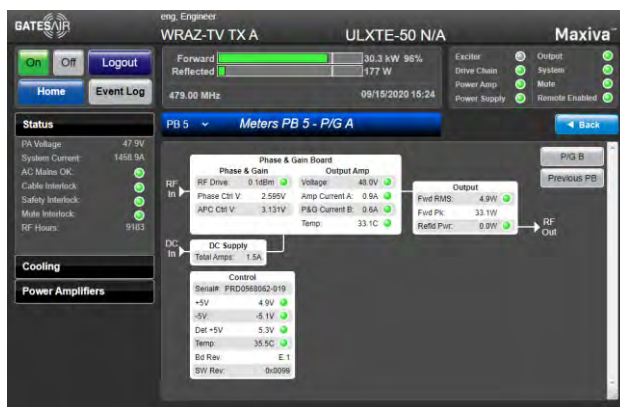 GATESAIR
eng, Engineer
WRAZ-TV TX A
ULXTE-50 N/A
Maxiva
On
Off
Logout
Home
Event Log
Forward
30.3 kW 96%
Reflected
177 W
479.00 MHz
09/15/2020 15:24
Exciter
Drive Chain
Power Amp
Power Supply
Output
System
Mute
Remote Enabled
PB 5
Meters PB 5 - P/G A
Back
Status
PA Voltage: 47.9V
System Current: 1458.9A
AC Mains OK:
Cable Interlock:
Safety Interlock:
Mute Interlock:
RF Hours: 9183
Cooling
Power Amplifiers
P/G B
Previous PB
RF
In
Phase & Gain Board
Phase & Gain
Output Amp
RF Drive: 0.1dBm
Voltage: 48.0V
Phase Ctrl V: 2.595V
Amp Current A: 0.9A
APC Ctrl V: 3.131V
P&G Current B: 0.6A
Temp: 33.1C
Output
Fwd RMS: 4.9W
Fwd Pk: 33.1W
Refld Pwr: 0.0W
RF
Out
DC
In
DC Supply
Total Amps: 1.5A
Control
Serial#: PRD0568062-019
+5V 4.9V
-5V -5.1V
Det +5V 5.3V
Temp: 35.5C
Bd Rev: E.1
SW Rev: 0x0099